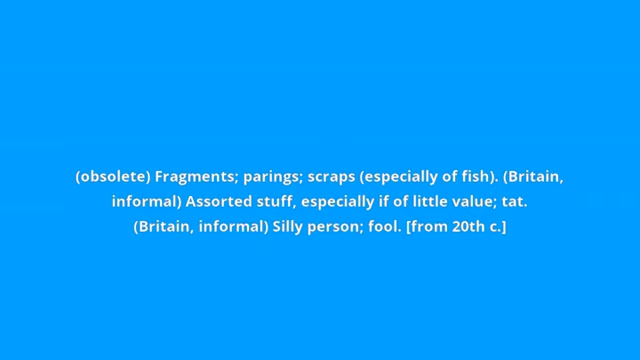 (obsolete) Fragments; parings; scraps (especially of fish). (Britain,
informal) Assorted stuff, especially if of little value; tat.
(Britain, informal) Silly person; fool. [from 20th c.]